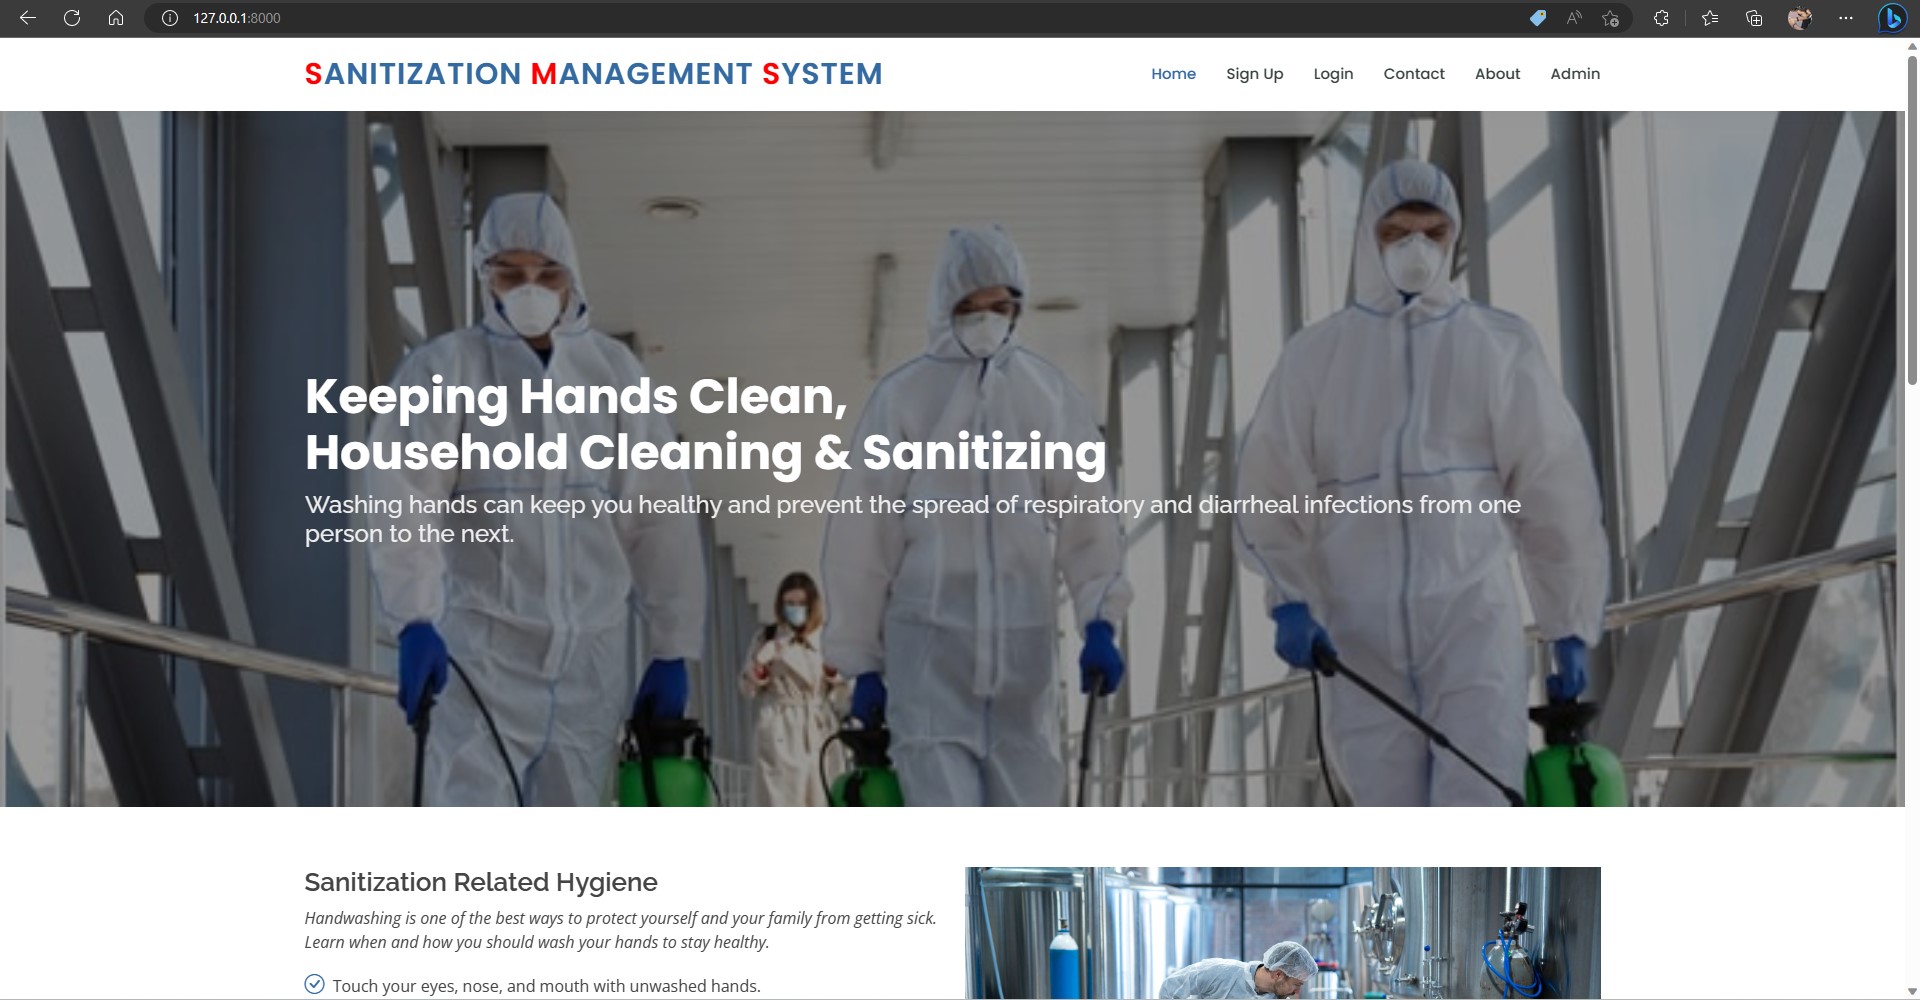 127.0.0.1:8000
SANITIZATION MANAGEMENT SYSTEM
Home Sign Up Login Contact About Admin
Keeping Hands Clean,
Household Cleaning & Sanitizing
Washing hands can keep you healthy and prevent the spread of respiratory and diarrheal infections from one
person to the next.
Sanitization Related Hygiene
Handwashing is one of the best ways to protect yourself and your family from getting sick.
Learn when and how you should wash your hands to stay healthy.
Touch your eyes, nose, and mouth with unwashed hands.